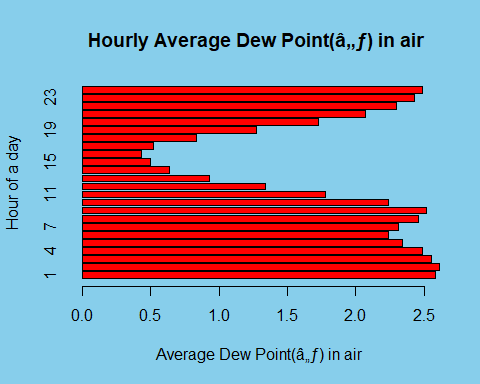 Hourly Average Dew Point(â„ƒ) in air
23
19
15
11
7
4
1
Hour of a day
0.0 0.5 1.0 1.5 2.0 2.5
Average Dew Point(â„ƒ) in air